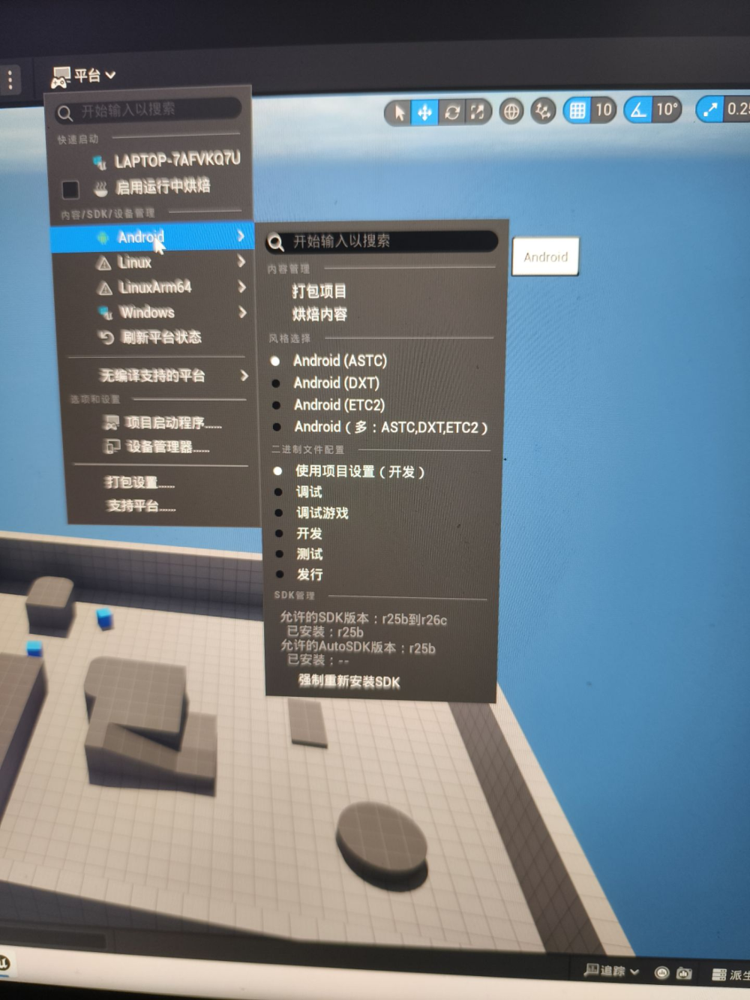 平台
开始输入以搜索
快速启动
LAPTOP-7AFVKQ7U
启用运行中烘焙
内容/SDK/设备管理
Android
Linux
LinuxArm64
Windows
刷新平台状态
无编译支持的平台
选项和设置
项目启动程序......
设备管理器......
打包设置......
支持平台......
10
10°
0.25
开始输入以搜索
内容管理
打包项目
烘焙内容
风格选择
Android (ASTC)
Android (DXT)
Android (ETC2)
Android（多：ASTC,DXT,ETC2）
二进制文件配置
使用项目设置（开发）
调试
调试游戏
开发
测试
发行
SDK管理
允许的SDK版本：r25b到r26c
已安装：r25b
允许的AutoSDK版本：r25b
已安装：--
强制重新安装SDK
Android
追踪
派生